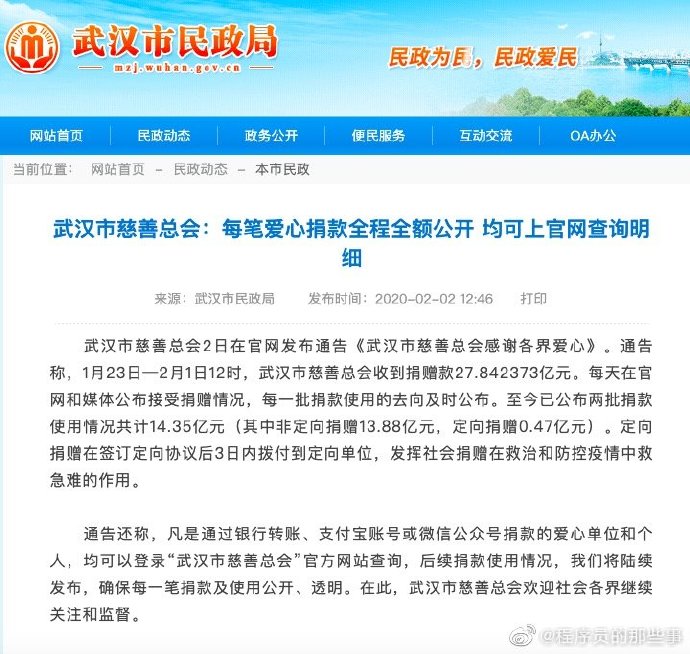 武汉市民政局
mzj.wuhan.gov.cn
民政为民，民政爱民
网站首页 民政动态 政务公开 便民服务 互动交流 OA办公
当前位置： 网站首页 - 民政动态 - 本市民政
武汉市慈善总会：每笔爱心捐款全程全额公开 均可上官网查询明
细
来源：武汉市民政局 发布时间：2020-02-02 12:46 打印
武汉市慈善总会2日在官网发布通告《武汉市慈善总会感谢各界爱心》。通告
称，1月23日—2月1日12时，武汉市慈善总会收到捐赠款27.842373亿元。每天在官
网和媒体公布接受捐赠情况，每一批捐款使用的去向及时公布。至今已公布两批捐款
使用情况共计14.35亿元（其中非定向捐赠13.88亿元，定向捐赠0.47亿元）。定向
捐赠在签订定向协议后3日内拨付到定向单位，发挥社会捐赠在救治和防控疫情中救
急难的作用。
通告还称，凡是通过银行转账、支付宝账号或微信公众号捐款的爱心单位和个
人，均可以登录“武汉市慈善总会”官方网站查询，后续捐款使用情况，我们将陆续
发布，确保每一笔捐款及使用公开、透明。在此，武汉市慈善总会欢迎社会各界继续
关注和监督。
@程序员的那些事